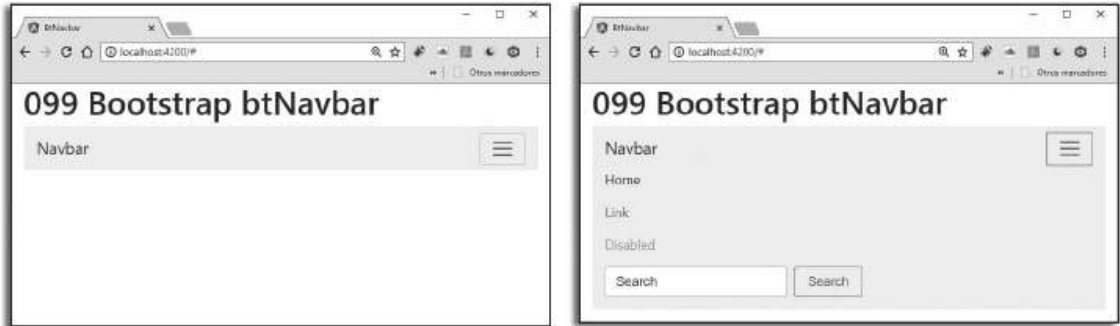 BtNavbar
localhost:4200/#
Otros marcadores
099 Bootstrap btNavbar
Navbar
BtNavbar
localhost:4200/#
Otros marcadores
099 Bootstrap btNavbar
Navbar
Home
Link
Disabled
Search Search